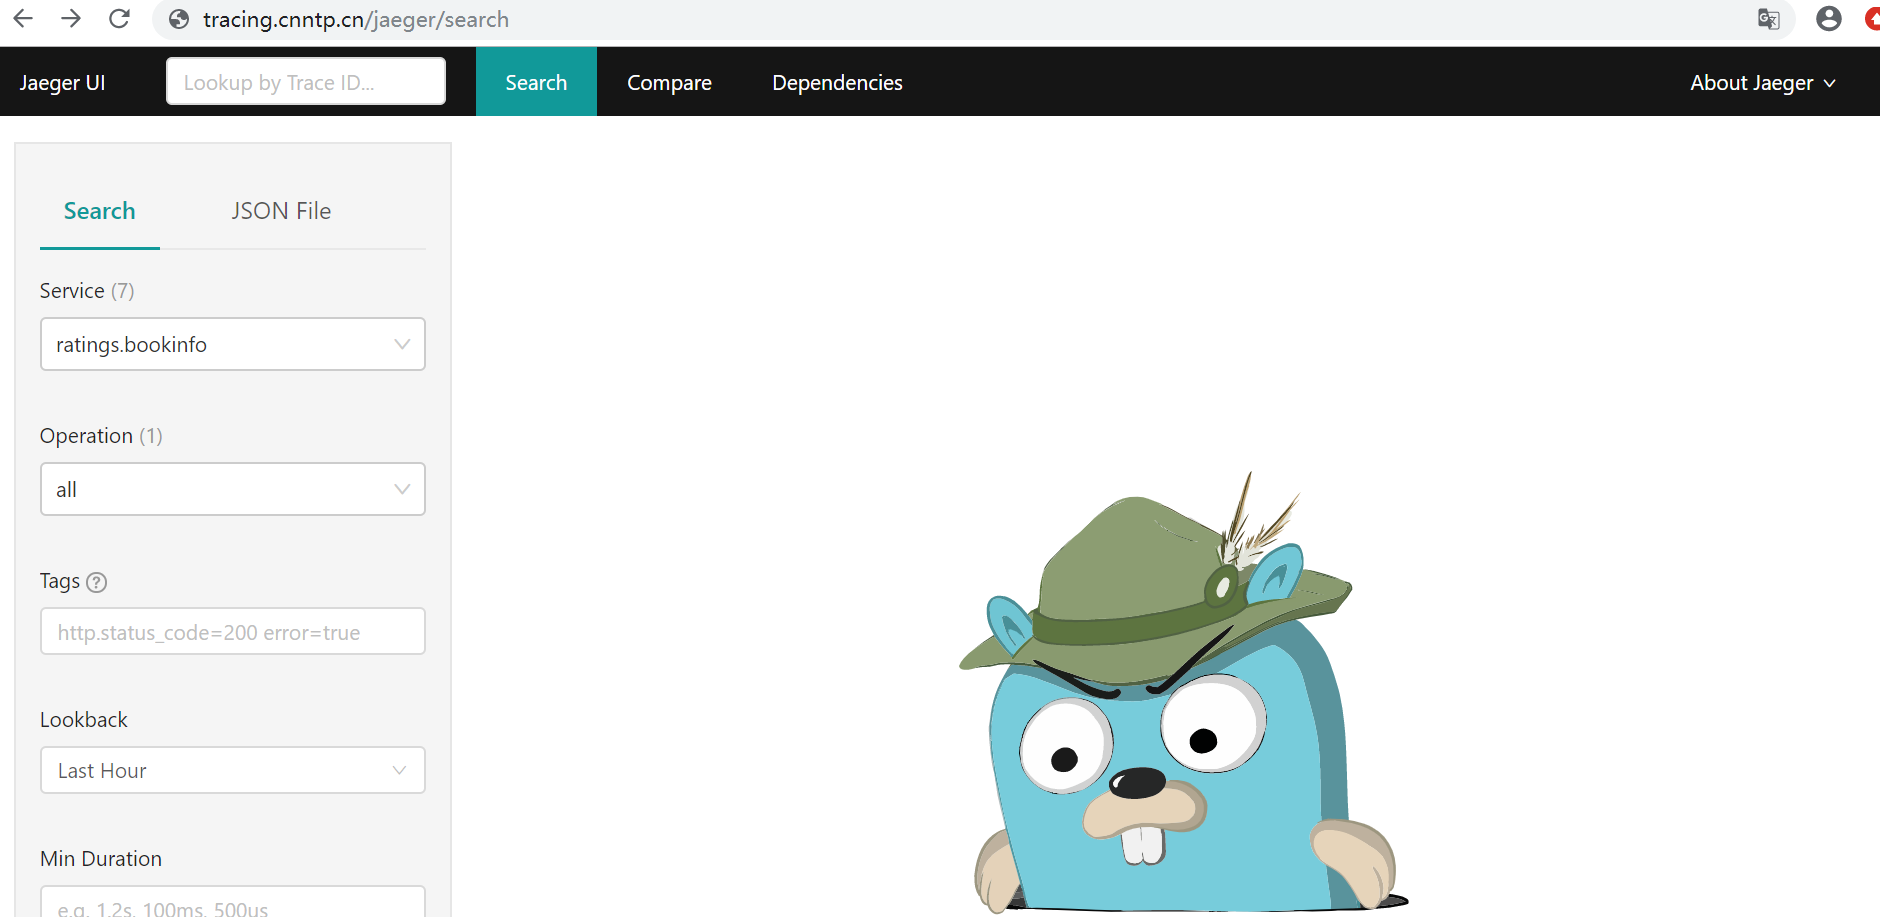 tracing.cnntp.cn/jaeger/search
Jaeger UI Lookup by Trace ID... Search Compare Dependencies About Jaeger
Search JSON File
Service (7)
ratings.bookinfo
Operation (1)
all
Tags ?
http.status_code=200 error=true
Lookback
Last Hour
Min Duration
e.g. 1.2s, 100ms, 500us